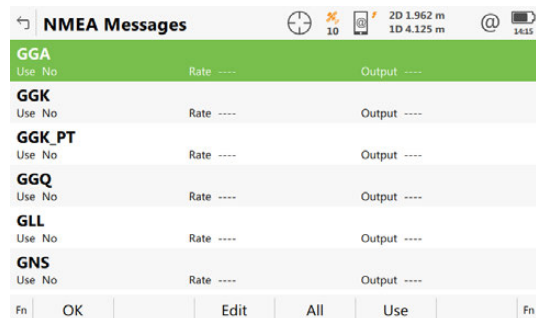 NMEA Messages
10
@
2D 1.962 m
1D 4.125 m
@
14:15
GGA
Use No Rate ---- Output ----
GGK
Use No Rate ---- Output ----
GGK_PT
Use No Rate ---- Output ----
GGQ
Use No Rate ---- Output ----
GLL
Use No Rate ---- Output ----
GNS
Use No Rate ---- Output ----
Fn OK Edit All Use Fn